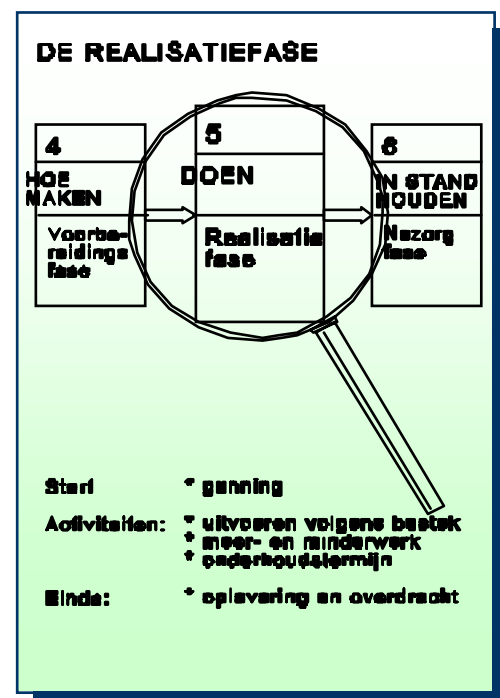 DE REALISATIEFASE
4
HOE
MAKEN
Voorbe-
reidings
fase
5
DOEN
Realisatie
fase
6
IN STAND
HOUDEN
Nazorg
fase
Start * gunning
Activiteiten: * uitvoeren volgens bestek
* meer- en minderwerk
* onderhoudstermijn
Einde: * oplevering en overdracht